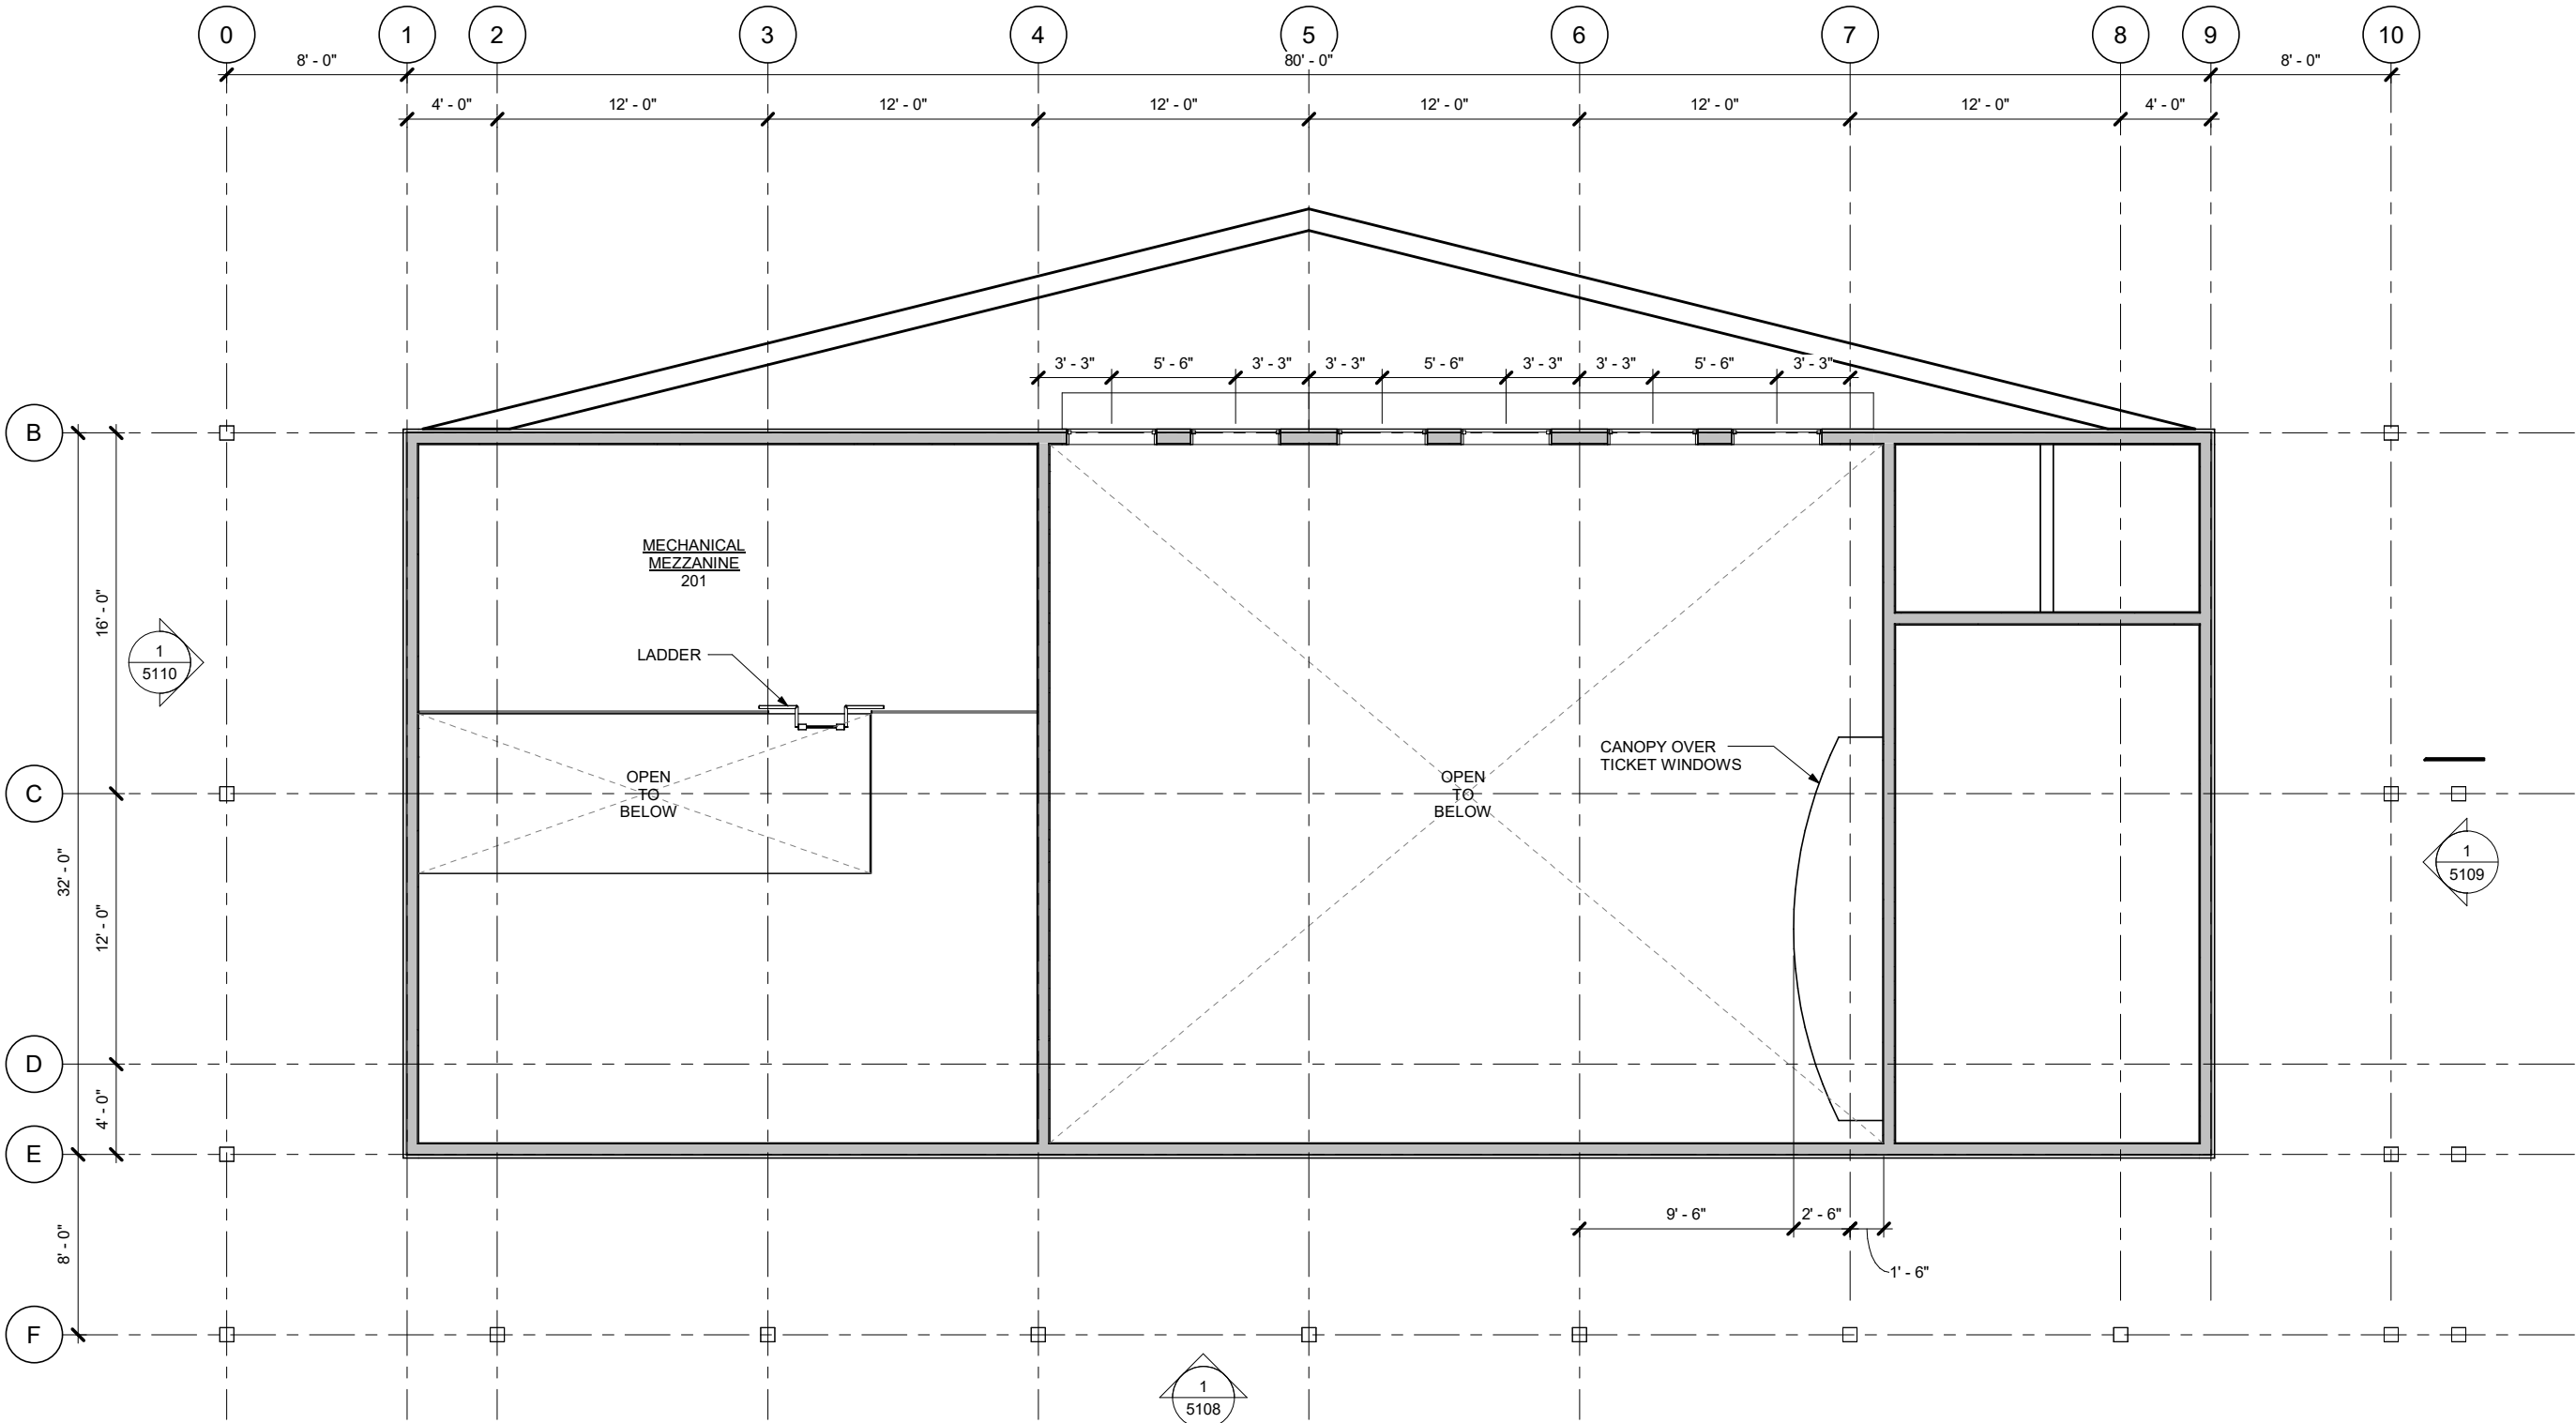 0 1 2 3 4 5 6 7 8 9 10
8' - 0" 80' - 0" 8' - 0"
4' - 0" 12' - 0" 12' - 0" 12' - 0" 12' - 0" 12' - 0" 12' - 0" 4' - 0"
3' - 3" 5' - 6" 3' - 3" 3' - 3" 5' - 6" 3' - 3" 3' - 3" 5' - 6" 3' - 3"
B
MECHANICAL
MEZZANINE
201
16' - 0"
1
5110
LADDER
CANOPY OVER
TICKET WINDOWS
OPEN
TO
BELOW
OPEN
TO
BELOW
C
1
5109
32' - 0"
12' - 0"
D
4' - 0"
E
9' - 6" 2' - 6"
1' - 6"
8' - 0"
F
1
5108